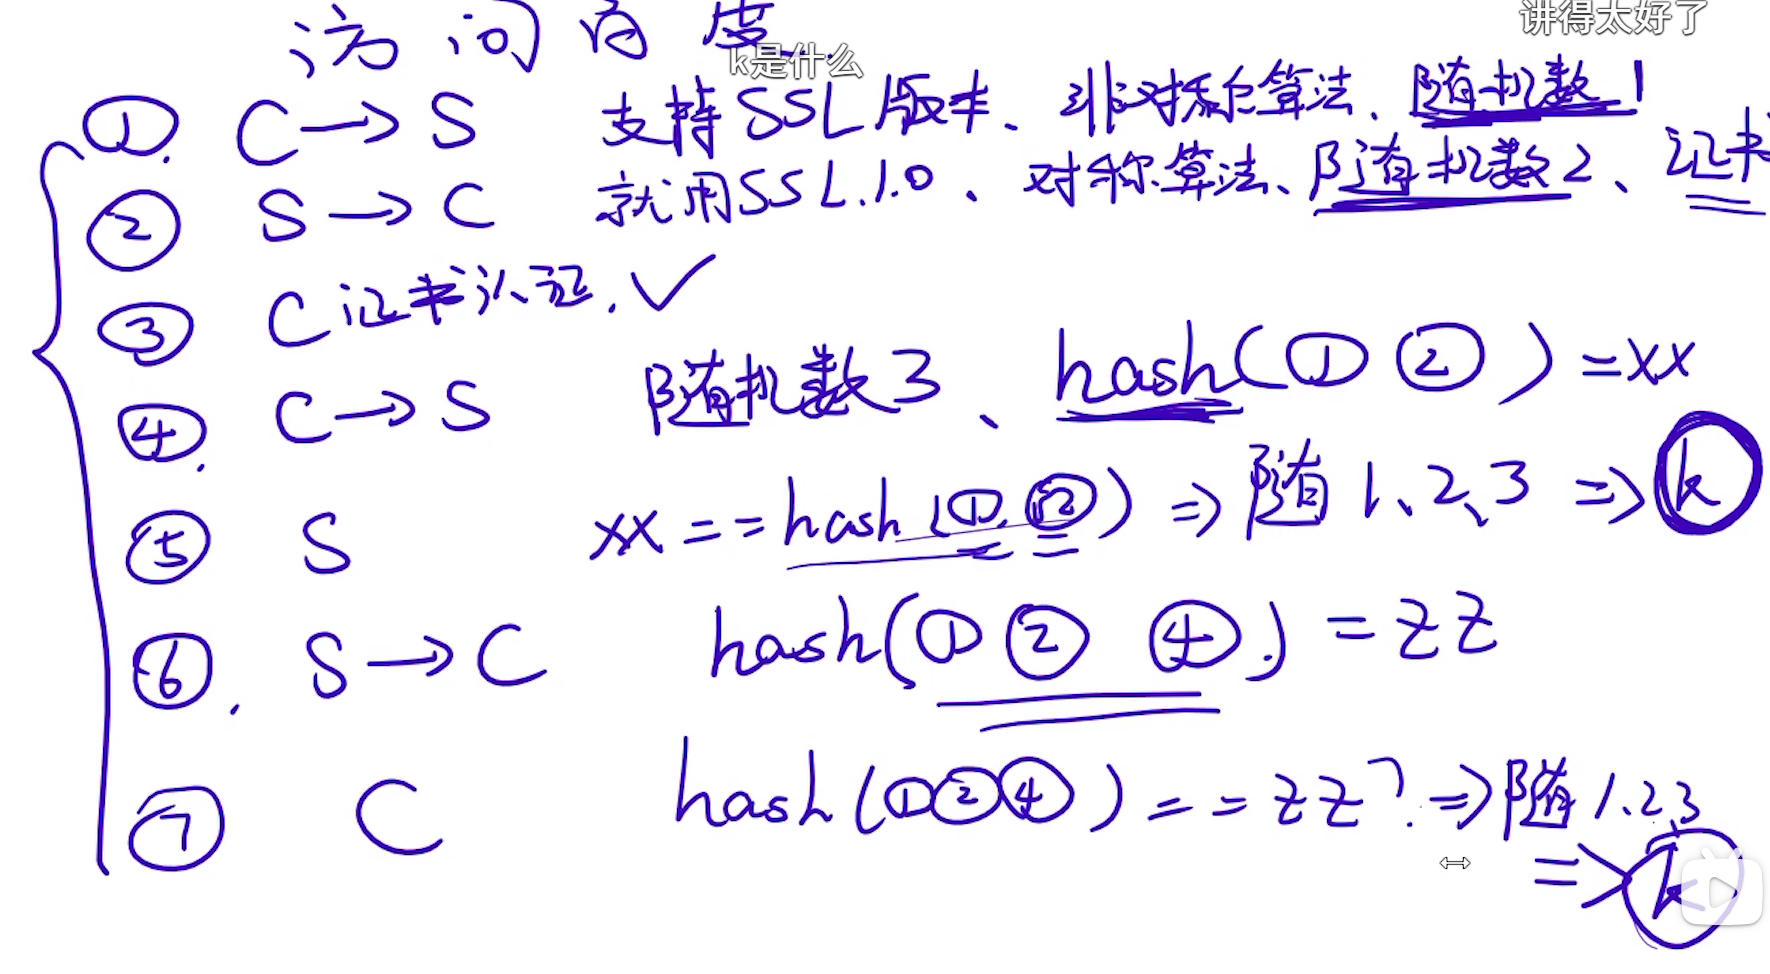 讲得太好了
访问百度
k是什么
① C→S 支持SSL版本、非对称算法、随机数1
② S→C 就用SSL.1.0、对称算法、随机数2、证书
③ C证书认证.✓
④ C→S 随机数3、hash(① ②)=xx
⑤ S xx==hash(①.②)⇒随1、2、3⇒k
⑥. S→C hash(① ② ④.)=zz
⑦ C hash(①②④)==zz?⇒随1.2.3
⇒k